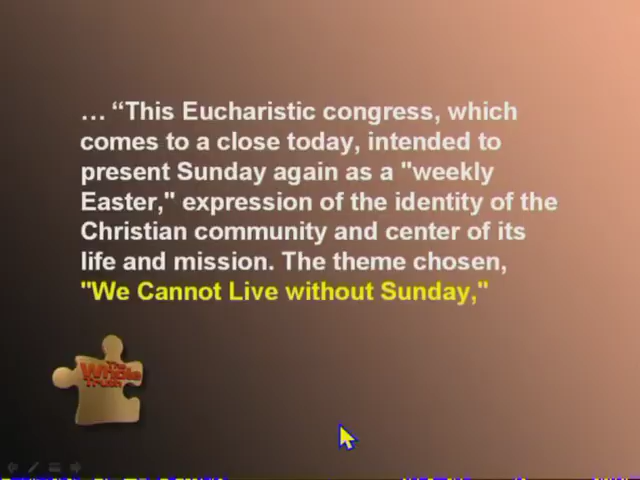 … “This Eucharistic congress, which
comes to a close today, intended to
present Sunday again as a "weekly
Easter," expression of the identity of the
Christian community and center of its
life and mission. The theme chosen,
"We Cannot Live without Sunday,"
The
Whole
Truth